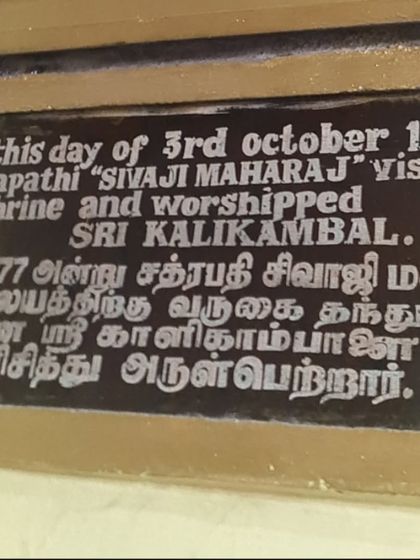 this day of 3rd october 1
apathi "SIVAJI MAHARAJ" vis
rine and worshipped
SRI KALIKAMBAL.
77 அன்று சத்ரபதி சிவாஜி ம
லயத்திற்கு வருகை தந்து
ன ஸ்ரீ காளிகாம்பாளை
ிசித்து அருள்பெற்றார்.